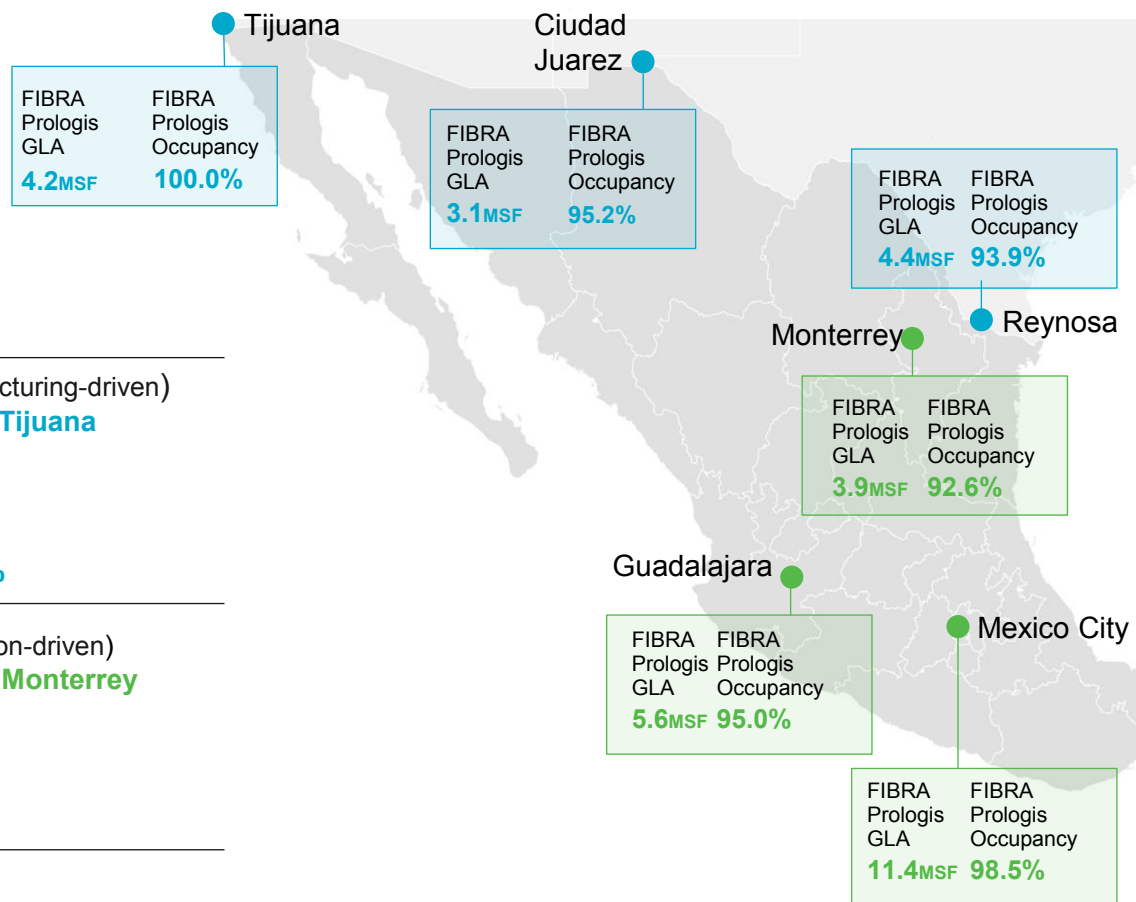 Tijuana
FIBRA
Prologis
GLA
4.2MSF
FIBRA
Prologis
Occupancy
100.0%
Ciudad
Juarez
FIBRA
Prologis
GLA
3.1MSF
FIBRA
Prologis
Occupancy
95.2%
FIBRA
Prologis
GLA
4.4MSF
FIBRA
Prologis
Occupancy
93.9%
Reynosa
Monterrey
FIBRA
Prologis
GLA
3.9MSF
FIBRA
Prologis
Occupancy
92.6%
cturing-driven)
Tijuana
on-driven)
Monterrey
Guadalajara
FIBRA
Prologis
GLA
5.6MSF
FIBRA
Prologis
Occupancy
95.0%
Mexico City
FIBRA
Prologis
GLA
11.4MSF
FIBRA
Prologis
Occupancy
98.5%